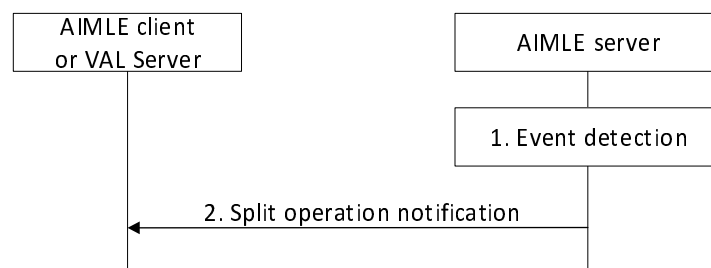 AIMLE client
or VAL Server
AIMLE server
1. Event detection
2. Split operation notification